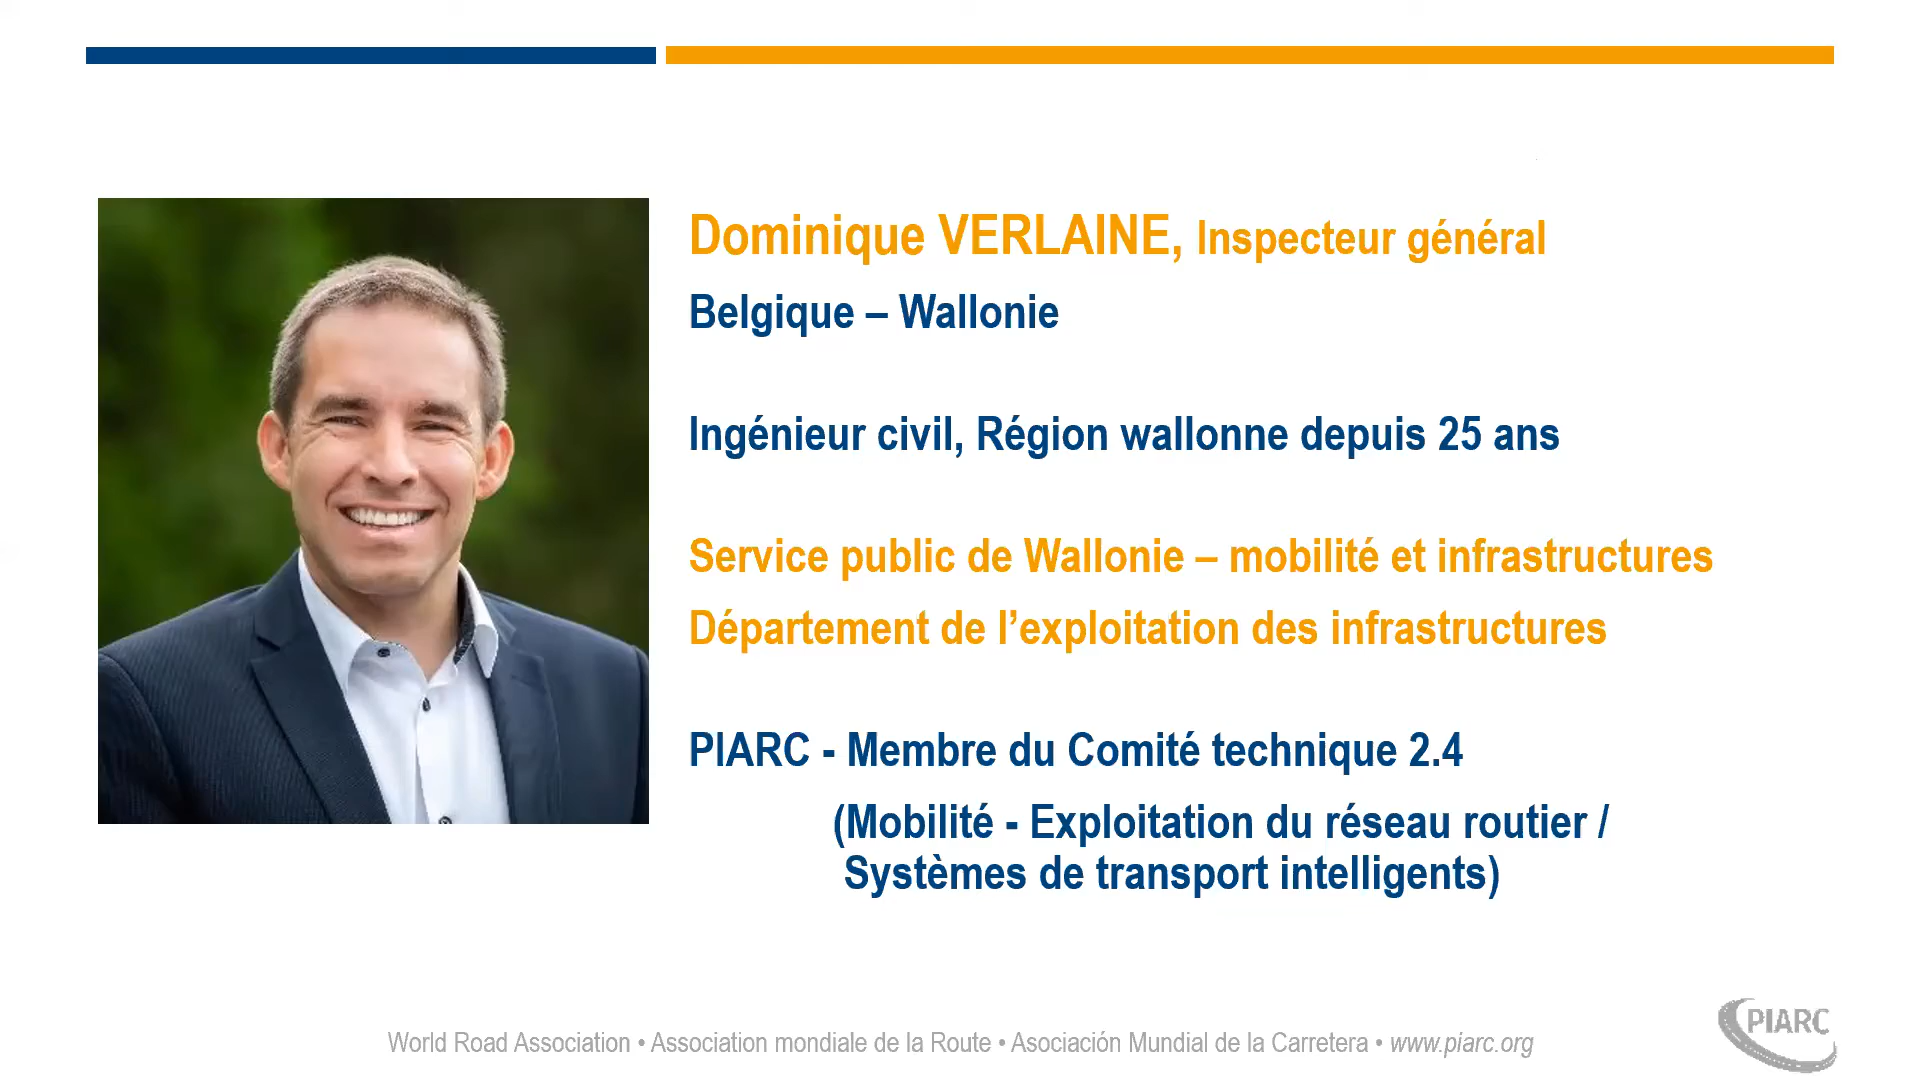 Dominique VERLAINE, Inspecteur général
Belgique – Wallonie
Ingénieur civil, Région wallonne depuis 25 ans
Service public de Wallonie – mobilité et infrastructures
Département de l’exploitation des infrastructures
PIARC - Membre du Comité technique 2.4
(Mobilité - Exploitation du réseau routier /
Systèmes de transport intelligents)
World Road Association • Association mondiale de la Route • Asociación Mundial de la Carretera • www.piarc.org
PIARC